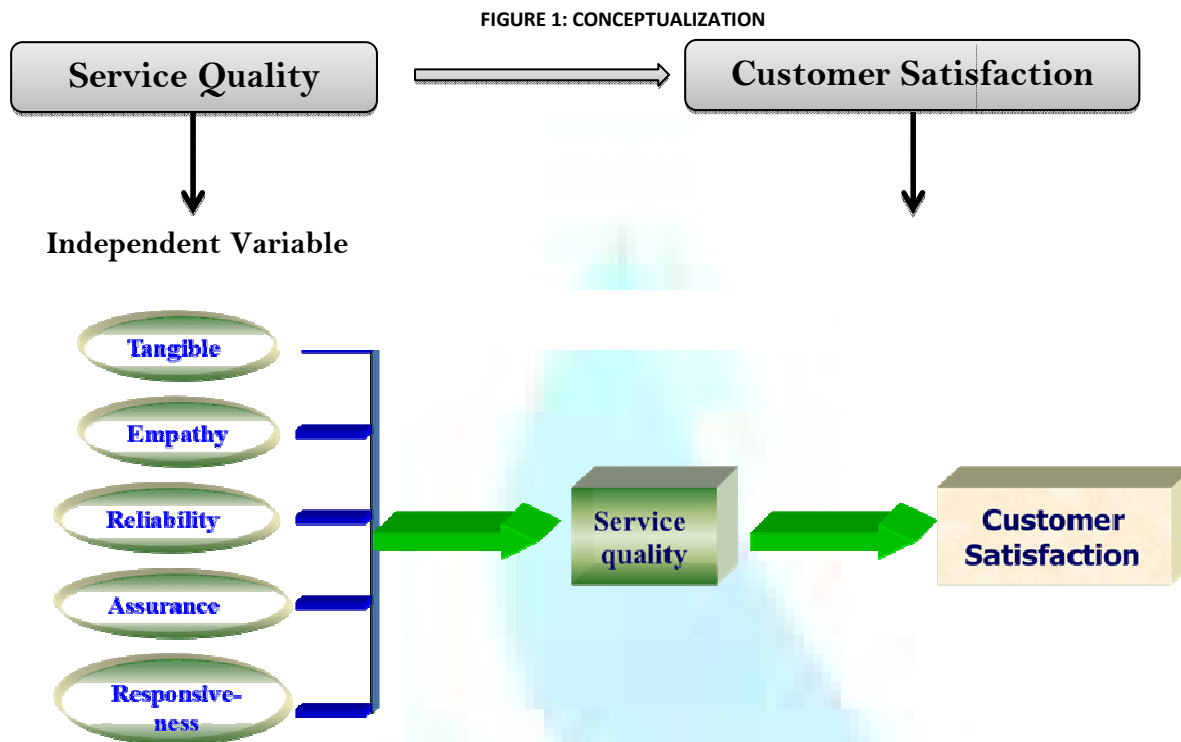 FIGURE 1: CONCEPTUALIZATION
Service Quality
Customer Satisfaction
Independent Variable
Tangible
Empathy
Reliability
Assurance
Responsive-
ness
Service
quality
Customer
Satisfaction